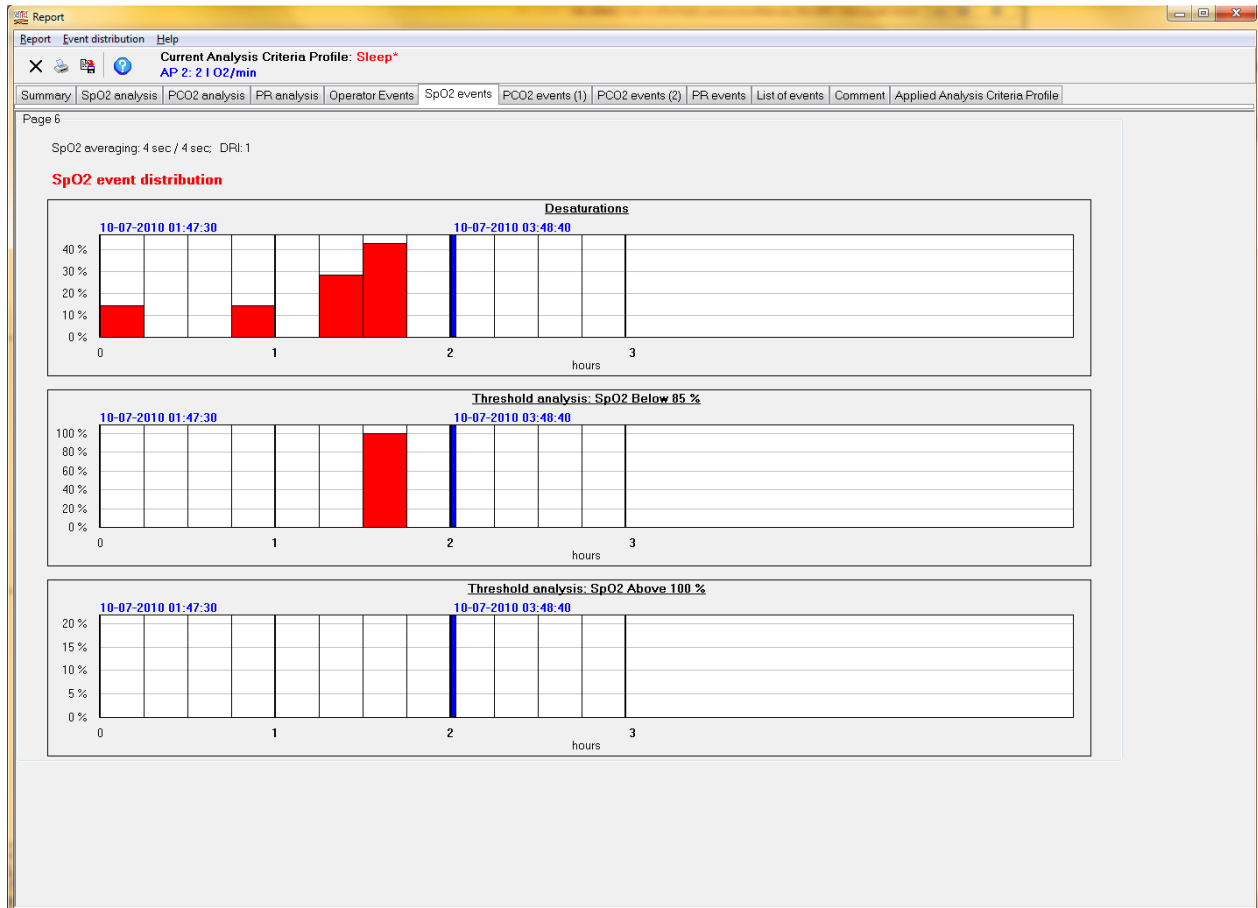 Report
Report Event distribution Help
Current Analysis Criteria Profile: Sleep*
AP 2: 2 l O2/min
Summary SpO2 analysis PCO2 analysis PR analysis Operator Events SpO2 events PCO2 events (1) PCO2 events (2) PR events List of events Comment Applied Analysis Criteria Profile
Page 6
SpO2 averaging: 4 sec / 4 sec; DRI: 1
SpO2 event distribution
Desaturations
10-07-2010 01:47:30 10-07-2010 03:48:40
40 %
30 %
20 %
10 %
0 %
0 1 2 3
hours
Threshold analysis: SpO2 Below 85 %
10-07-2010 01:47:30 10-07-2010 03:48:40
100 %
80 %
60 %
40 %
20 %
0 %
0 1 2 3
hours
Threshold analysis: SpO2 Above 100 %
10-07-2010 01:47:30 10-07-2010 03:48:40
20 %
15 %
10 %
5 %
0 %
0 1 2 3
hours